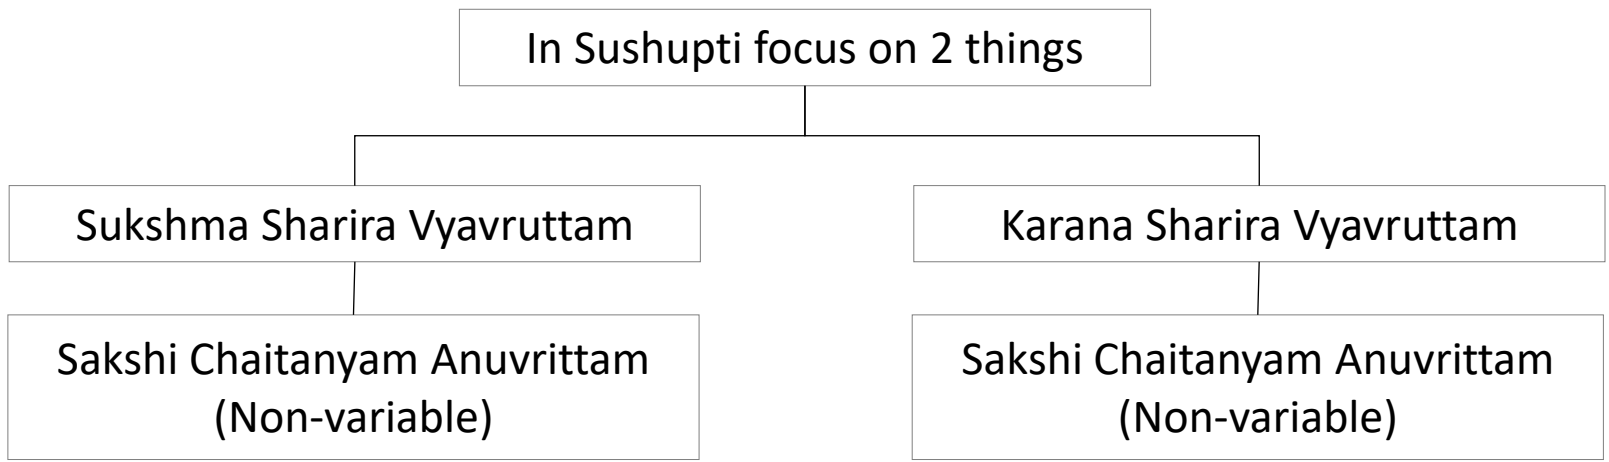 In Sushupti focus on 2 things
Sukshma Sharira Vyavruttam
Karana Sharira Vyavruttam
Sakshi Chaitanyam Anuvrittam
(Non-variable)
Sakshi Chaitanyam Anuvrittam
(Non-variable)